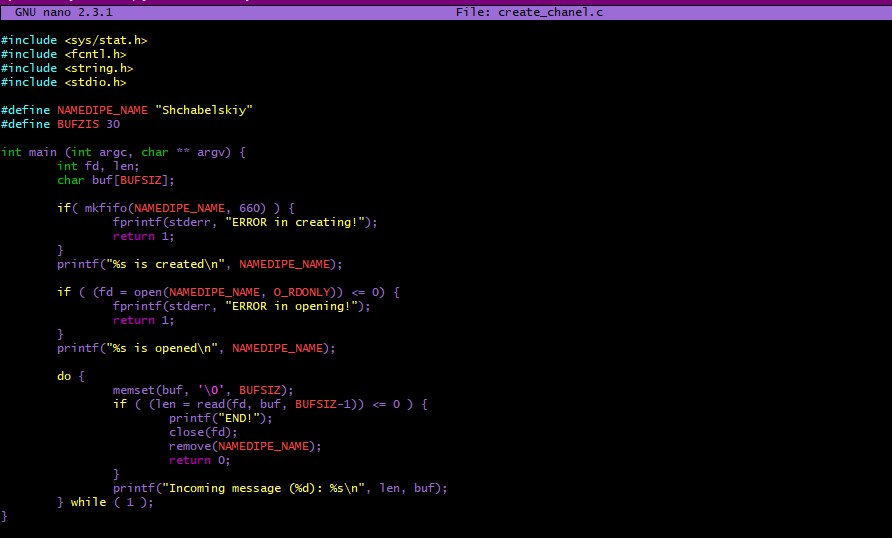 GNU nano 2.3.1 File: create_chanel.c
#include <sys/stat.h>
#include <fcntl.h>
#include <string.h>
#include <stdio.h>
#define NAMEDIPE_NAME "Shchabelskiy"
#define BUFZIS 30
int main (int argc, char ** argv) {
int fd, len;
char buf[BUFSIZ];
if( mkfifo(NAMEDIPE_NAME, 660) ) {
fprintf(stderr, "ERROR in creating!");
return 1;
}
printf("%s is created\n", NAMEDIPE_NAME);
if ( (fd = open(NAMEDIPE_NAME, O_RDONLY)) <= 0) {
fprintf(stderr, "ERROR in opening!");
return 1;
}
printf("%s is opened\n", NAMEDIPE_NAME);
do {
memset(buf, '\0', BUFSIZ);
if ( (len = read(fd, buf, BUFSIZ-1)) <= 0 ) {
printf("END!");
close(fd);
remove(NAMEDIPE_NAME);
return 0;
}
printf("Incoming message (%d): %s\n", len, buf);
} while ( 1 );
}